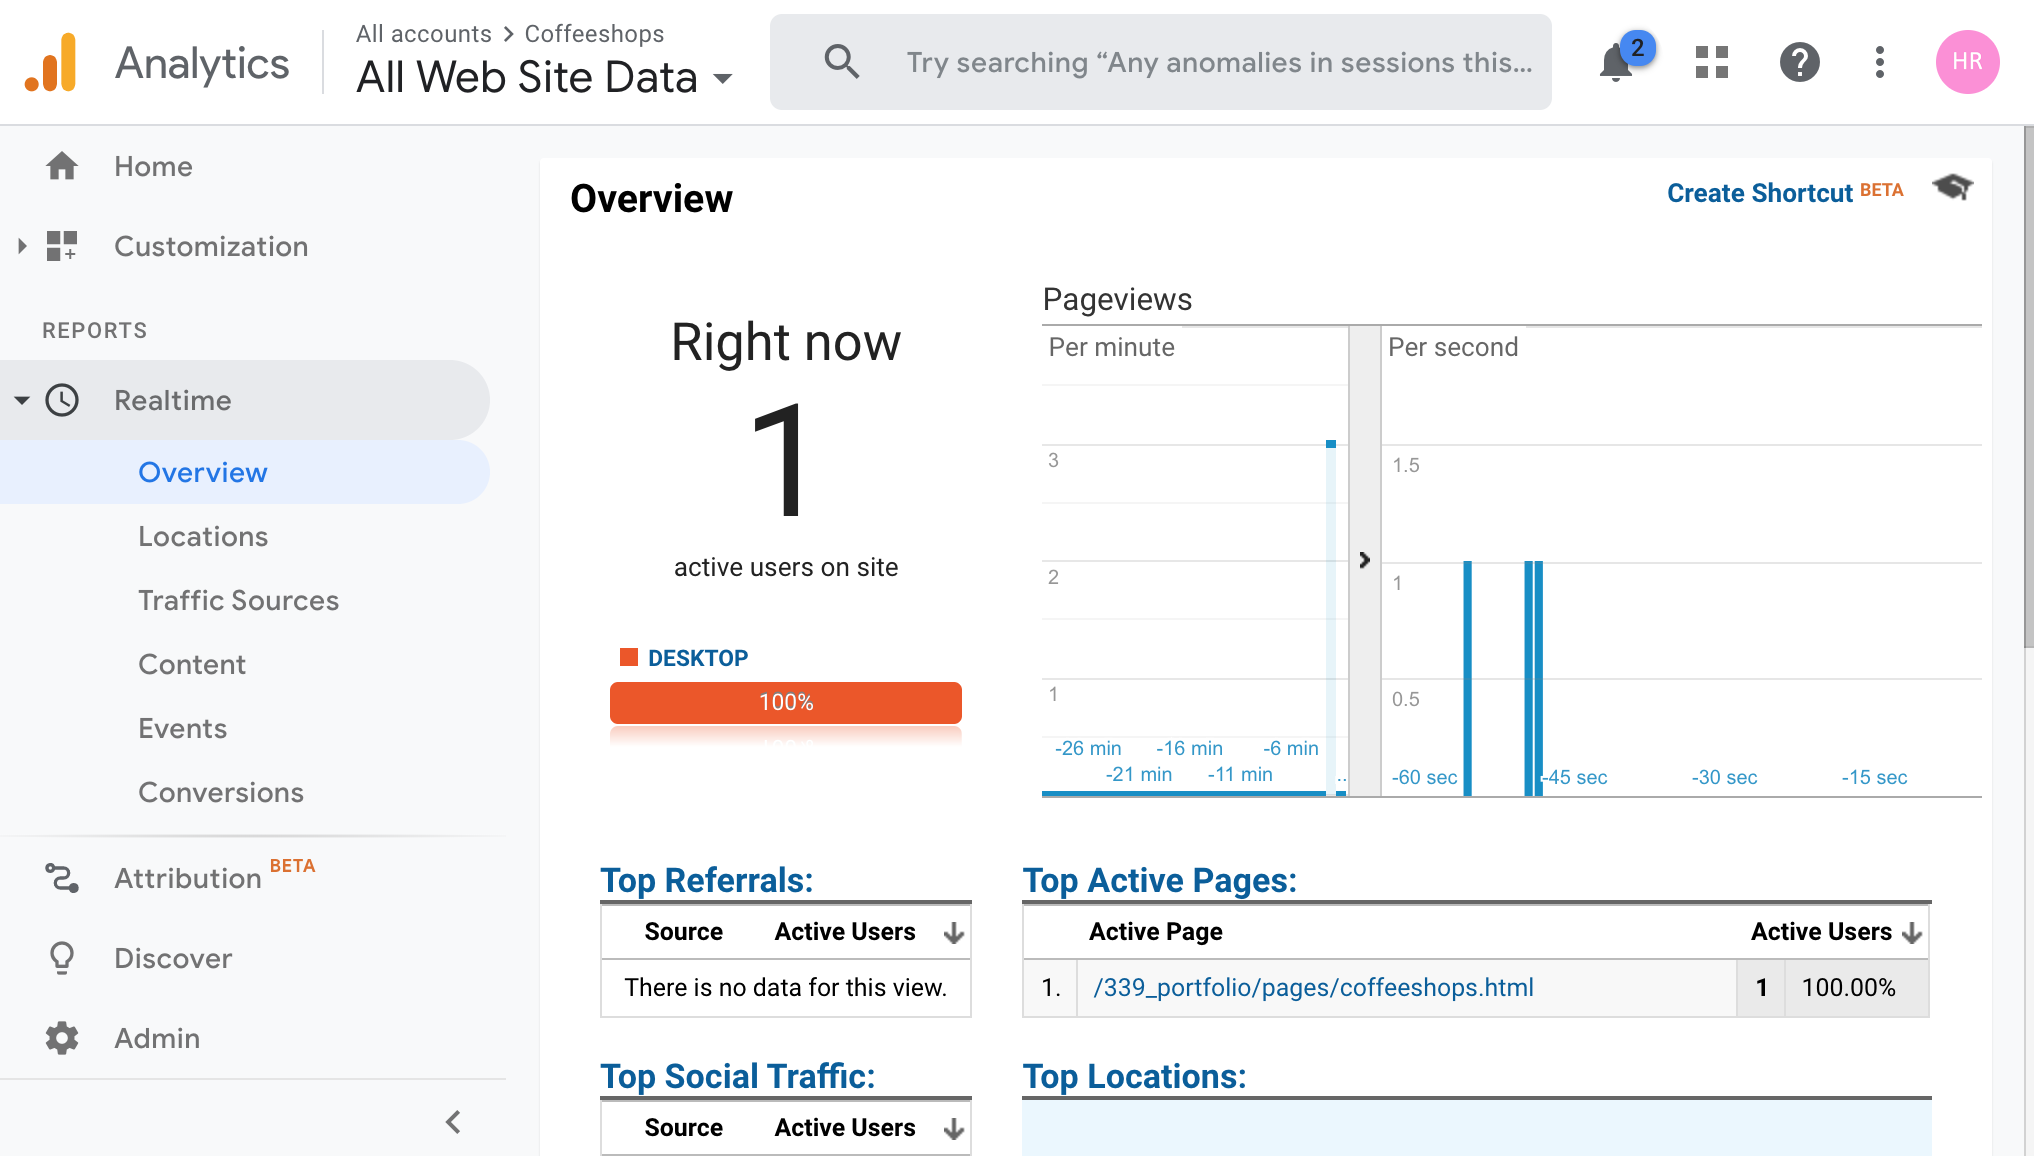 Analytics
All accounts > Coffeeshops
All Web Site Data
Try searching “Any anomalies in sessions this...
2
HR
Home
Customization
REPORTS
Realtime
Overview
Locations
Traffic Sources
Content
Events
Conversions
Attribution BETA
Discover
Admin
Overview
Create Shortcut BETA
Right now
1
active users on site
DESKTOP
100%
Pageviews
Per minute
3
2
1
-26 min -16 min -6 min
-21 min -11 min ..
Per second
1.5
1
0.5
-60 sec -45 sec -30 sec -15 sec
Top Referrals:
Source Active Users
There is no data for this view.
Top Active Pages:
Active Page Active Users
1. /339_portfolio/pages/coffeeshops.html 1 100.00%
Top Social Traffic:
Source Active Users
Top Locations: